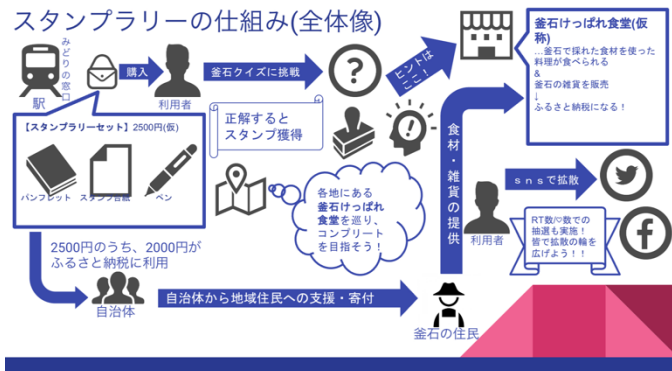 スタンプラリーの仕組み(全体像)
みどりの窓口
駅
購入
利用者
釜石クイズに挑戦
?
ヒントはここ!
釜石けっぱれ食堂(仮
称)
…釜石で採れた食材を使った
料理が食べられる
&
釜石の雑貨を販売
↓
ふるさと納税になる!
【スタンプラリーセット】2500円(仮)
パンフレット
スタンプ台紙
ペン
正解すると
スタンプ獲得
各地にある
釜石けっぱれ
食堂を巡り、
コンプリート
を目指そう!
食材・雑貨の提供
snsで拡散
利用者
RT数/♡数での
抽選も実施!
皆で拡散の輪を
広げよう!!
2500円のうち、2000円が
ふるさと納税に利用
自治体
自治体から地域住民への支援・寄付
釜石の住民